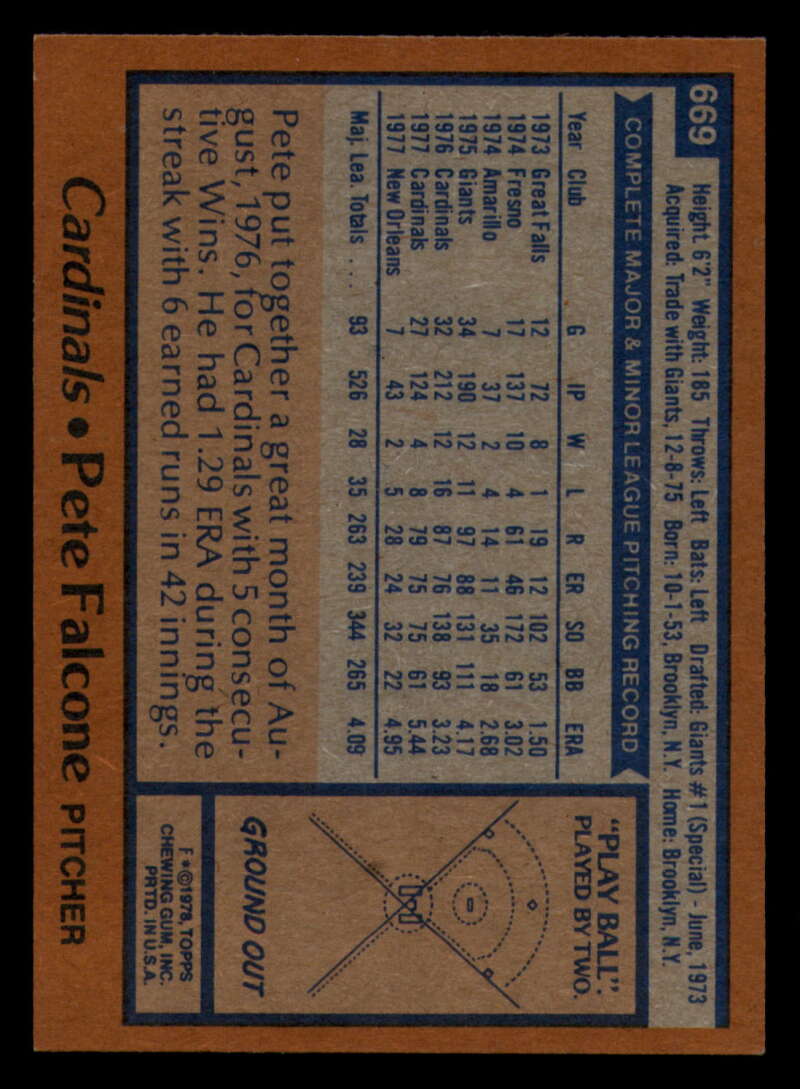 669
Height: 6'2" Weight: 185 Throws: Left Bats: Left Drafted: Giants #1 (Special) - June, 1973
Acquired: Trade with Giants, 12-8-75 Born: 10-1-53, Brooklyn, N.Y. Home: Brooklyn, N.Y.
COMPLETE MAJOR & MINOR LEAGUE PITCHING RECORD
Year Club G IP W L R ER SO BB ERA
1973 Great Falls 12 72 8 1 19 12 102 53 1.50
1974 Fresno 17 137 10 4 61 46 172 61 3.02
1974 Amarillo 7 37 2 4 14 11 35 18 2.68
1975 Giants 34 190 12 11 97 88 131 111 4.17
1976 Cardinals 32 212 12 16 87 76 138 93 3.23
1977 Cardinals 27 124 4 8 79 75 75 61 5.44
1977 New Orleans 7 43 2 5 28 24 32 22 4.95
Maj. Lea. Totals .... 93 526 28 35 263 239 344 265 4.09
Pete put together a great month of Au-
gust, 1976, for Cardinals with 5 consecu-
tive Wins. He had 1.29 ERA during the
streak with 6 earned runs in 42 innings.
"PLAY BALL".
PLAYED BY TWO.
GROUND OUT
F*©1978, TOPPS
CHEWING GUM, INC.
PRTD. IN U.S.A.
Cardinals • Pete Falcone PITCHER